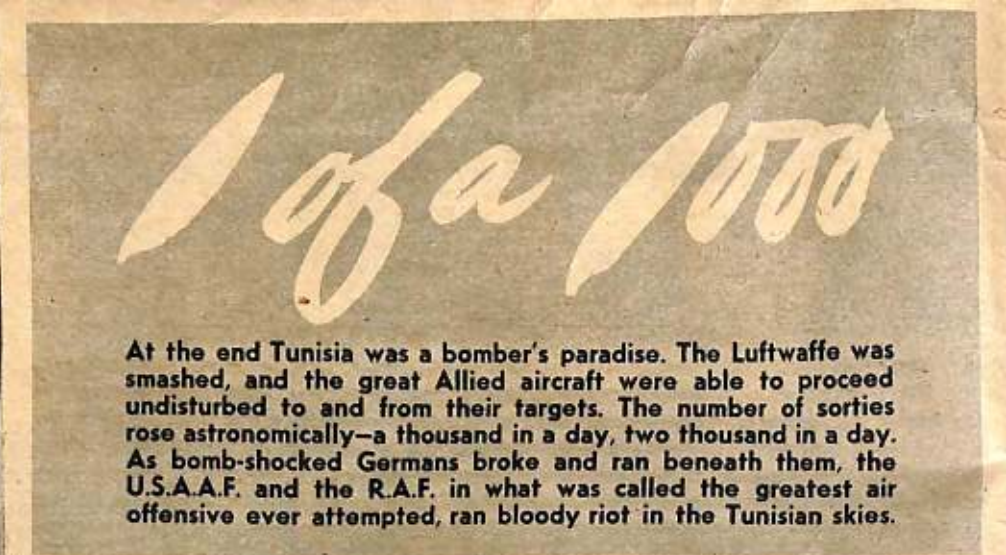 1 of a 1000
At the end Tunisia was a bomber's paradise. The Luftwaffe was
smashed, and the great Allied aircraft were able to proceed
undisturbed to and from their targets. The number of sorties
rose astronomically—a thousand in a day, two thousand in a day.
As bomb-shocked Germans broke and ran beneath them, the
U.S.A.A.F. and the R.A.F. in what was called the greatest air
offensive ever attempted, ran bloody riot in the Tunisian skies.